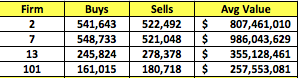 Firm Buys Sells Avg Value
2 541,643 522,492 $ 807,461,010
7 548,733 521,048 $ 986,043,629
13 245,824 278,378 $ 355,128,461
101 161,015 180,718 $ 257,553,081